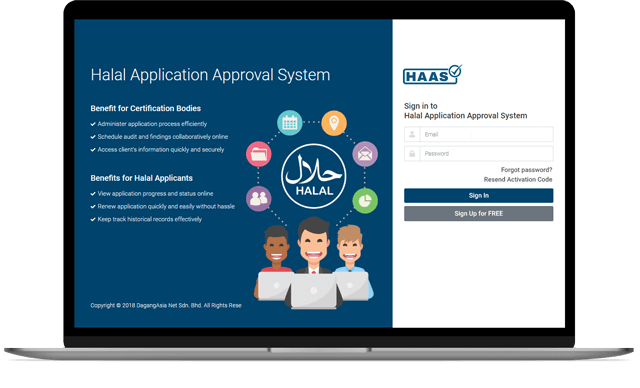 Halal Application Approval System
Benefit for Certification Bodies
Administer application process efficiently
Schedule audit and findings collaboratively online
Access client's information quickly and securely
Benefits for Halal Applicants
View application progress and status online
Renew application quickly and easily without hassle
Keep track historical records effectively
حلال
HALAL
Copyright © 2018 DagangAsia Net Sdn. Bhd. All Rights Rese
HAAS
Sign in to
Halal Application Approval System
Email
Password
Forgot password?
Resend Activation Code
Sign In
Sign Up for FREE